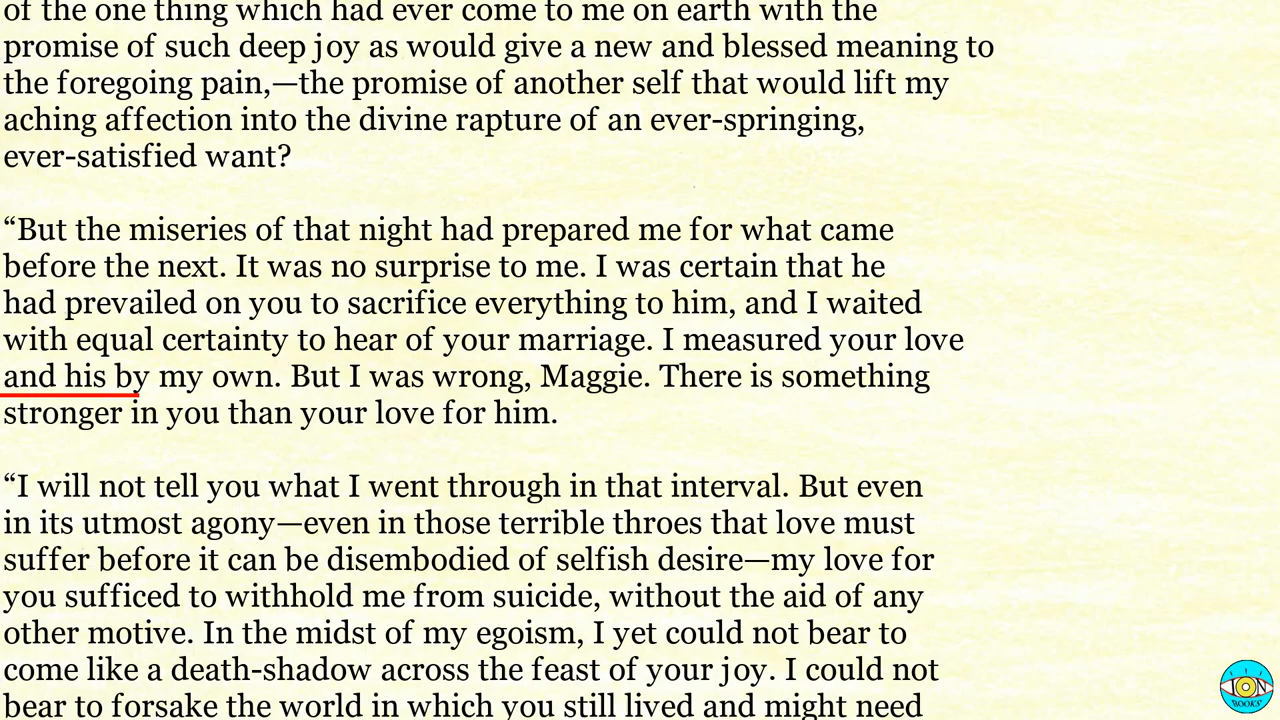 of the one thing which had ever come to me on earth with the
promise of such deep joy as would give a new and blessed meaning to
the foregoing pain,—the promise of another self that would lift my
aching affection into the divine rapture of an ever-springing,
ever-satisfied want?
“But the miseries of that night had prepared me for what came
before the next. It was no surprise to me. I was certain that he
had prevailed on you to sacrifice everything to him, and I waited
with equal certainty to hear of your marriage. I measured your love
and his by my own. But I was wrong, Maggie. There is something
stronger in you than your love for him.
“I will not tell you what I went through in that interval. But even
in its utmost agony—even in those terrible throes that love must
suffer before it can be disembodied of selfish desire—my love for
you sufficed to withhold me from suicide, without the aid of any
other motive. In the midst of my egoism, I yet could not bear to
come like a death-shadow across the feast of your joy. I could not
bear to forsake the world in which you still lived and might need
ION
BOOKS